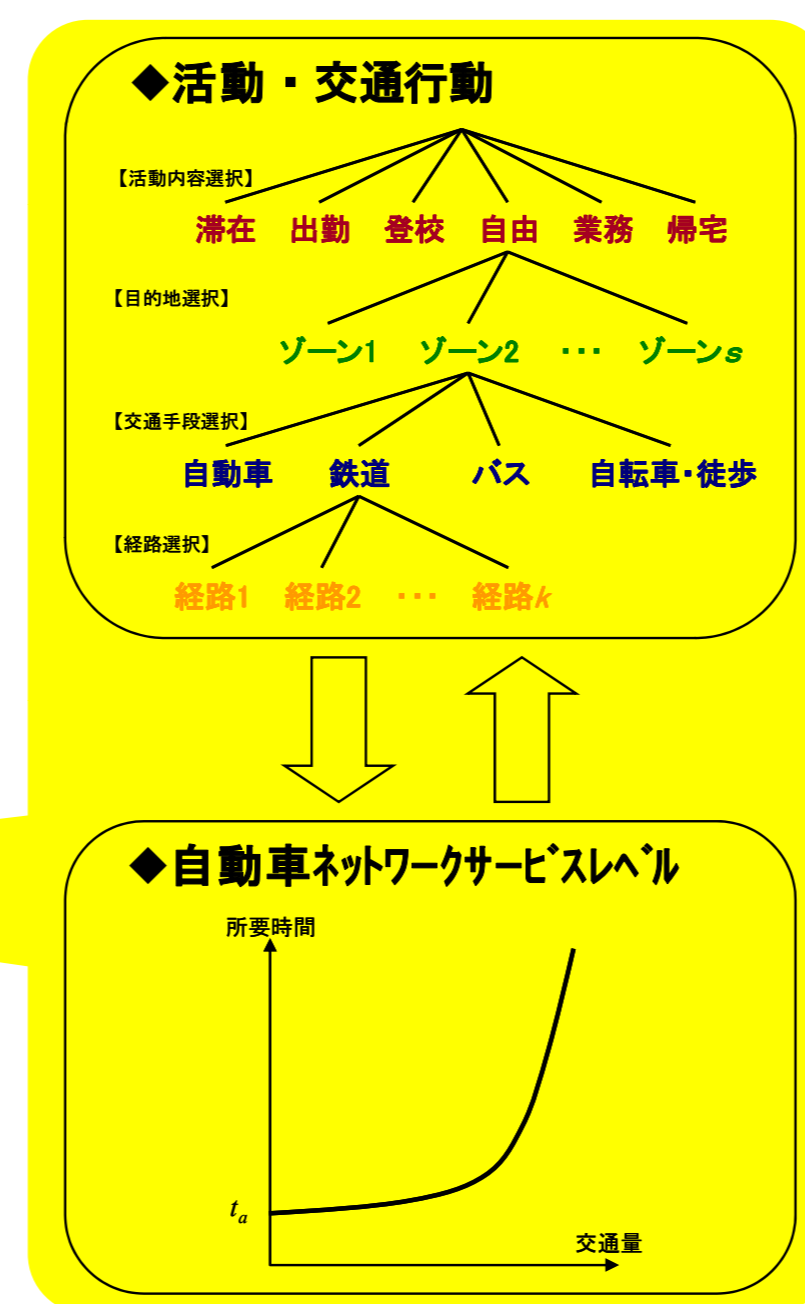 ◆活動・交通行動
【活動内容選択】
滞在 出勤 登校 自由 業務 帰宅
【目的地選択】
ゾーン1 ゾーン2 ・・・ ゾーンs
【交通手段選択】
自動車 鉄道 バス 自転車・徒歩
【経路選択】
経路1 経路2 ・・・ 経路k
◆自動車ネットワークサービスレベル
所要時間
t_a
交通量